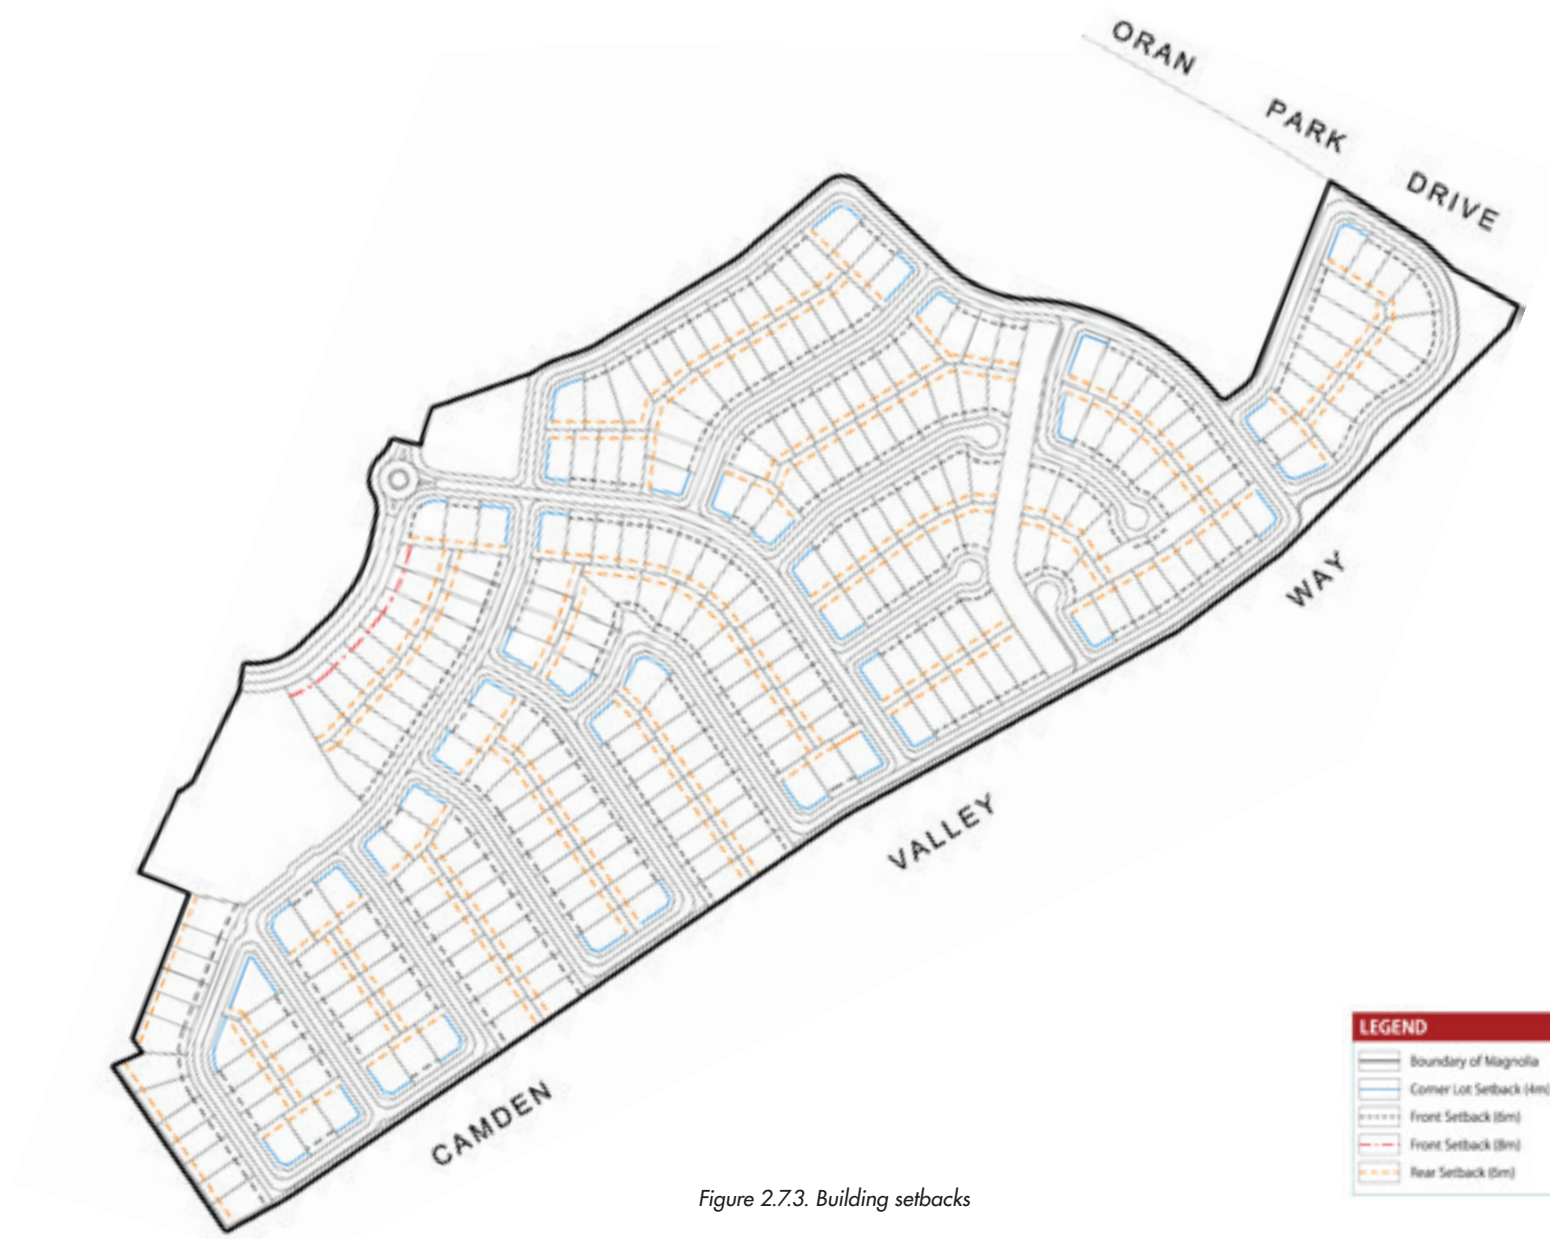 ORAN PARK DRIVE
WAY
VALLEY
CAMDEN
Figure 2.7.3. Building setbacks
LEGEND
Boundary of Magnolia
Corner Lot Setback (4m)
Front Setback (6m)
Front Setback (8m)
Rear Setback (6m)